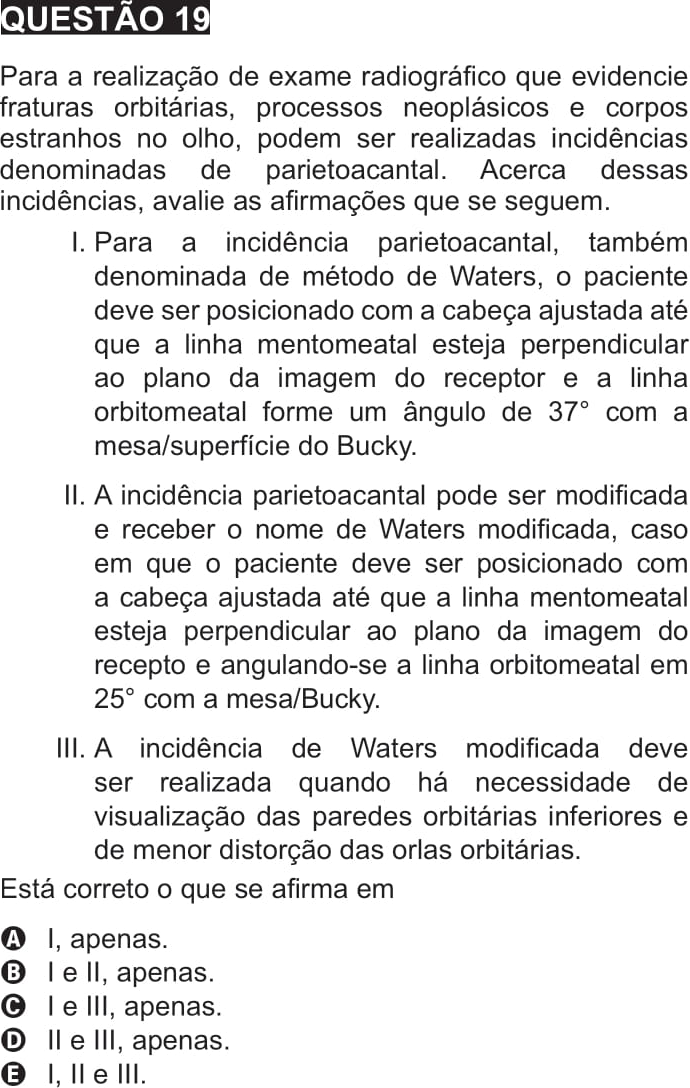 QUESTÃO 19
Para a realização de exame radiográfico que evidencie
fraturas orbitárias, processos neoplásicos e corpos
estranhos no olho, podem ser realizadas incidências
denominadas de parietoacantal. Acerca dessas
incidências, avalie as afirmações que se seguem.
I. Para a incidência parietoacantal, também
denominada de método de Waters, o paciente
deve ser posicionado com a cabeça ajustada até
que a linha mentomeatal esteja perpendicular
ao plano da imagem do receptor e a linha
orbitomeatal forme um ângulo de 37° com a
mesa/superfície do Bucky.
II. A incidência parietoacantal pode ser modificada
e receber o nome de Waters modificada, caso
em que o paciente deve ser posicionado com
a cabeça ajustada até que a linha mentomeatal
esteja perpendicular ao plano da imagem do
recepto e angulando-se a linha orbitomeatal em
25° com a mesa/Bucky.
III. A incidência de Waters modificada deve
ser realizada quando há necessidade de
visualização das paredes orbitárias inferiores e
de menor distorção das orlas orbitárias.
Está correto o que se afirma em
A I, apenas.
B I e II, apenas.
C I e III, apenas.
D II e III, apenas.
E I, II e III.